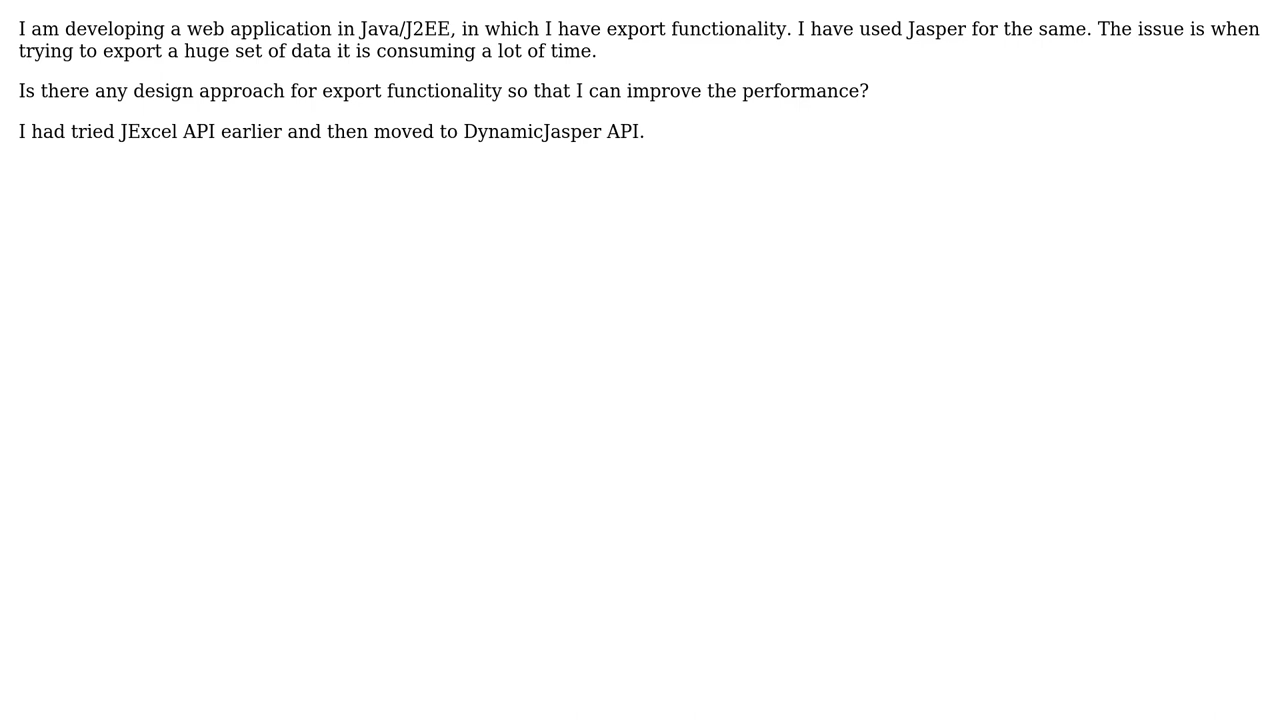 I am developing a web application in Java/J2EE, in which I have export functionality. I have used Jasper for the same. The issue is when
trying to export a huge set of data it is consuming a lot of time.
Is there any design approach for export functionality so that I can improve the performance?
I had tried JExcel API earlier and then moved to DynamicJasper API.